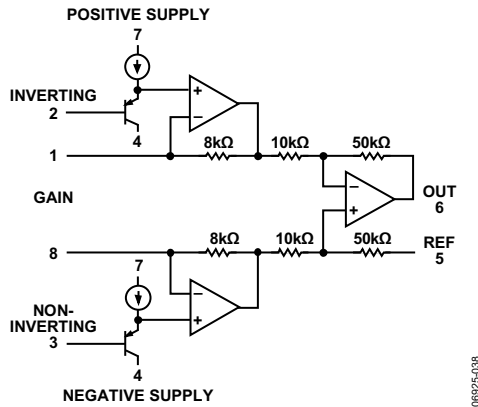 POSITIVE SUPPLY
7
INVERTING
2
4
+
−
1
8kΩ
10kΩ
50kΩ
GAIN
−
+
OUT
6
8
8kΩ
10kΩ
50kΩ
REF
5
7
−
+
NON-
INVERTING
3
4
NEGATIVE SUPPLY
06925-038